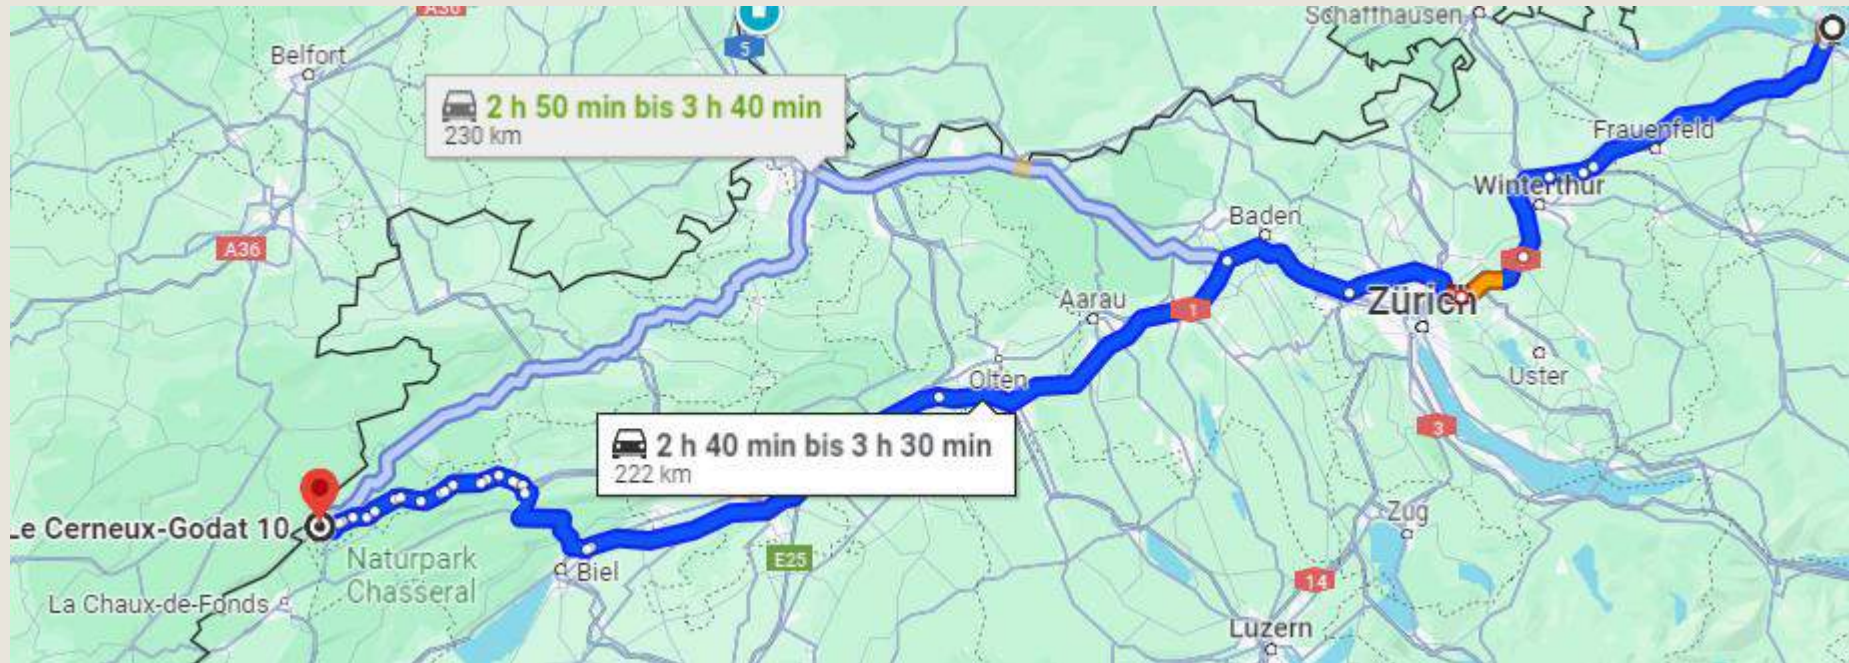 A36
Schaffhausen
5
Belfort
2 h 50 min bis 3 h 40 min
230 km
Frauenfeld
Winterthur
Baden
A36
Aarau
1
Zürich
Olten
Uster
3
2 h 40 min bis 3 h 30 min
222 km
Le Cerneux-Godat 10
Zug
Naturpark
Chasseral
E25
Biel
14
La Chaux-de-Fonds
Luzern